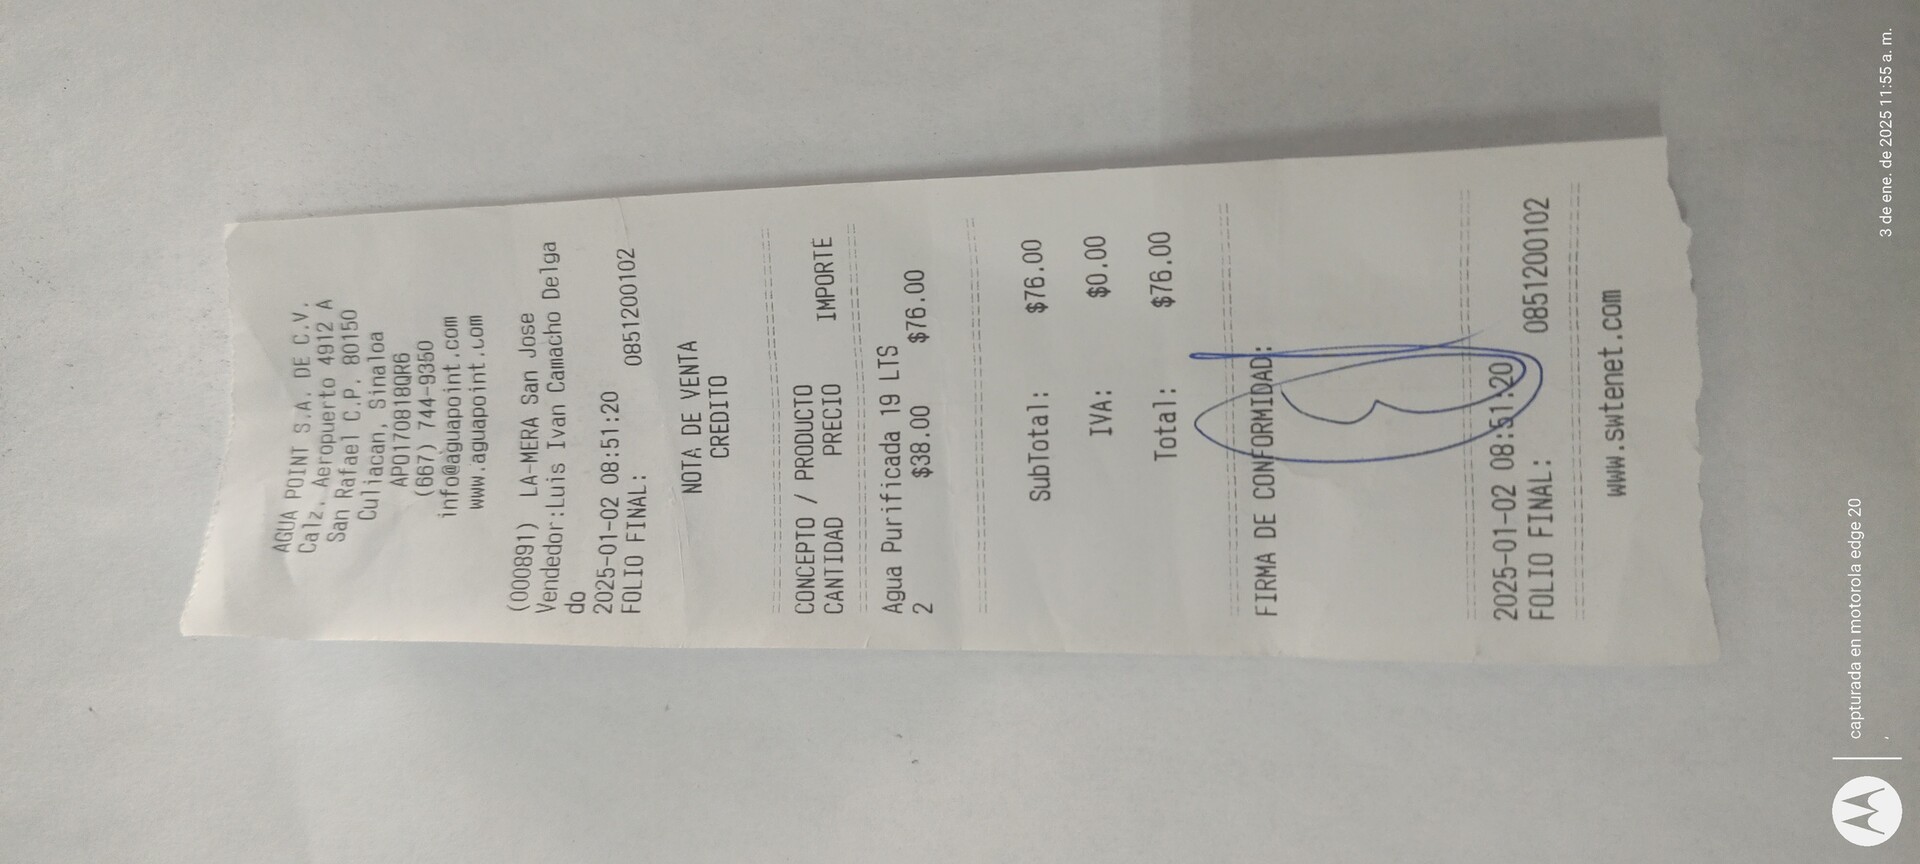 AGUA POINT S.A. DE C.V.
Calz. Aeropuerto 4912 A
San Rafael C.P. 80150
Culiacan, Sinaloa
APO170818QR6
(667) 744-9350
info@aguapoint.com
www.aguapoint.com
(000891) LA-MERA San Jose
Vendedor:Luis Ivan Camacho Delga
do
2025-01-02 08:51:20
FOLIO FINAL: 0851200102
NOTA DE VENTA
CREDITO
CONCEPTO / PRODUCTO
CANTIDAD PRECIO IMPORTE
Agua Purificada 19 LTS
2 $38.00 $76.00
SubTotal: $76.00
IVA: $0.00
Total: $76.00
FIRMA DE CONFORMIDAD:
2025-01-02 08:51:20
FOLIO FINAL: 0851200102
www.swtenet.com
capturada en motorola edge 20
3 de ene. de 2025 11:55 a. m.